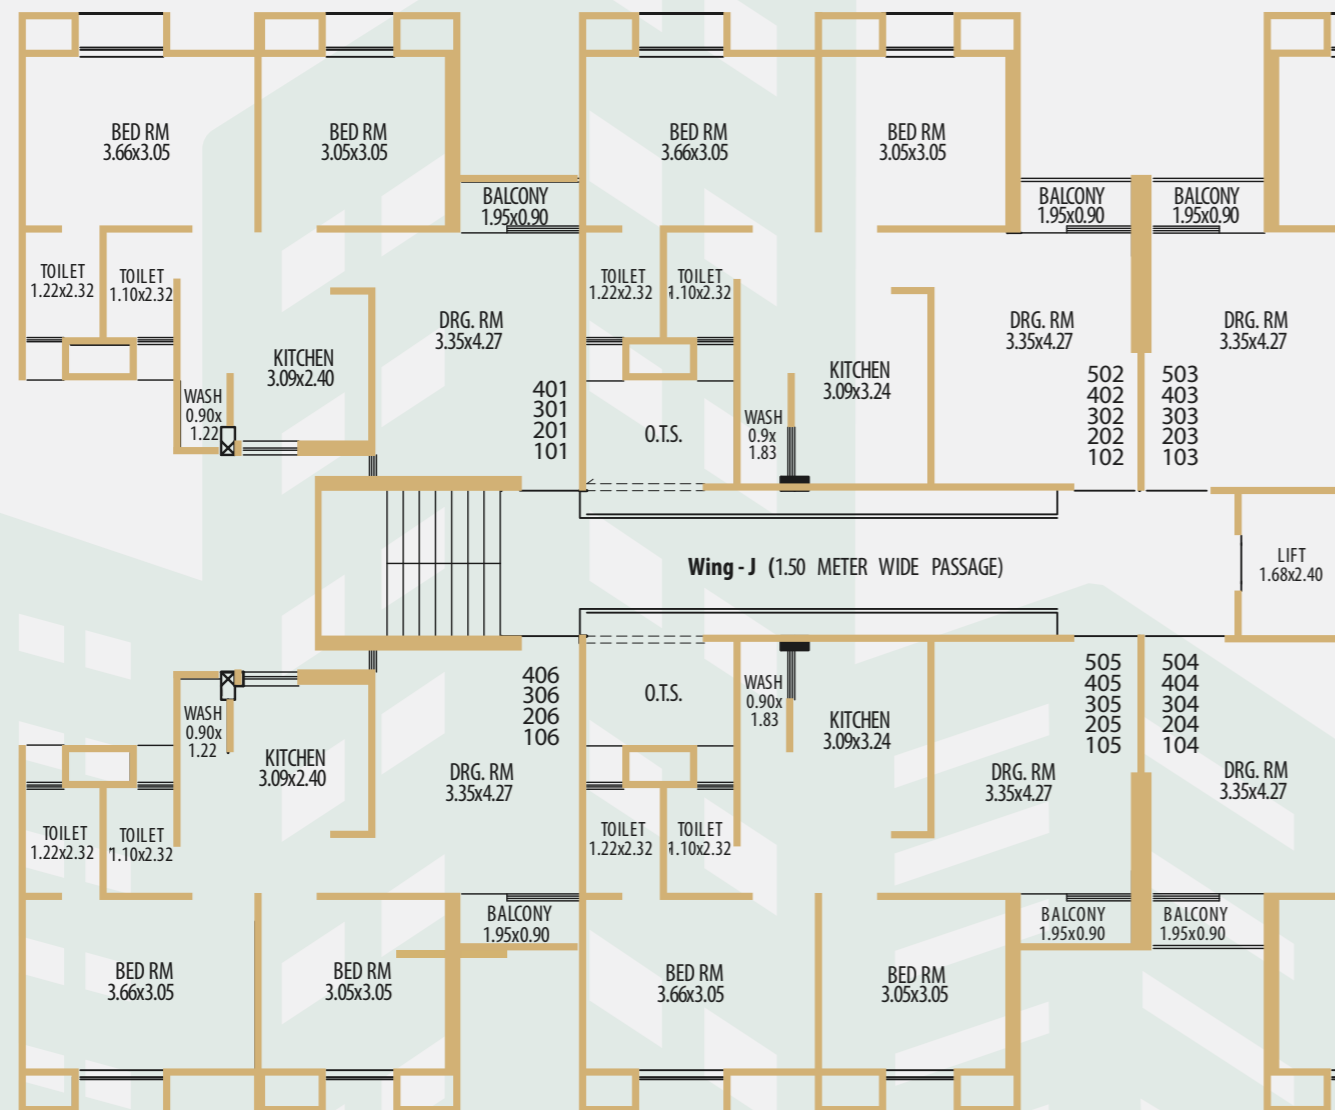 BED RM
3.66x3.05
BED RM
3.05x3.05
BED RM
3.66x3.05
BED RM
3.05x3.05
BALCONY
1.95x0.90
BALCONY
1.95x0.90
BALCONY
1.95x0.90
TOILET
1.22x2.32
TOILET
1.10x2.32
TOILET
1.22x2.32
TOILET
1.10x2.32
DRG. RM
3.35x4.27
DRG. RM
3.35x4.27
DRG. RM
3.35x4.27
KITCHEN
3.09x2.40
KITCHEN
3.09x3.24
WASH
0.90x
1.22
401
301
201
101
O.T.S.
WASH
0.9x
1.83
502
402
302
202
102
503
403
303
203
103
Wing - J (1.50 METER WIDE PASSAGE)
LIFT
1.68x2.40
406
306
206
106
O.T.S.
WASH
0.90x
1.83
505
405
305
205
105
504
404
304
204
104
WASH
0.90x
1.22
KITCHEN
3.09x2.40
KITCHEN
3.09x3.24
DRG. RM
3.35x4.27
DRG. RM
3.35x4.27
DRG. RM
3.35x4.27
TOILET
1.22x2.32
TOILET
1.10x2.32
TOILET
1.22x2.32
TOILET
1.10x2.32
BALCONY
1.95x0.90
BALCONY
1.95x0.90
BALCONY
1.95x0.90
BED RM
3.66x3.05
BED RM
3.05x3.05
BED RM
3.66x3.05
BED RM
3.05x3.05